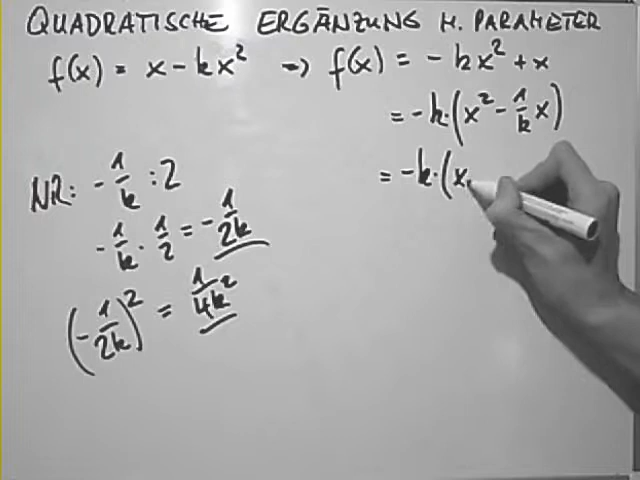 QUADRATISCHE ERGÄNZUNG M. PARAMETER
f(x) = x - kx² → f(x) = - kx² + x
= -k·(x² - 1/k x)
= -k·(x
NR: - 1/k : 2
- 1/k · 1/2 = - 1/2k
(- 1/2k)² = 1/4k²